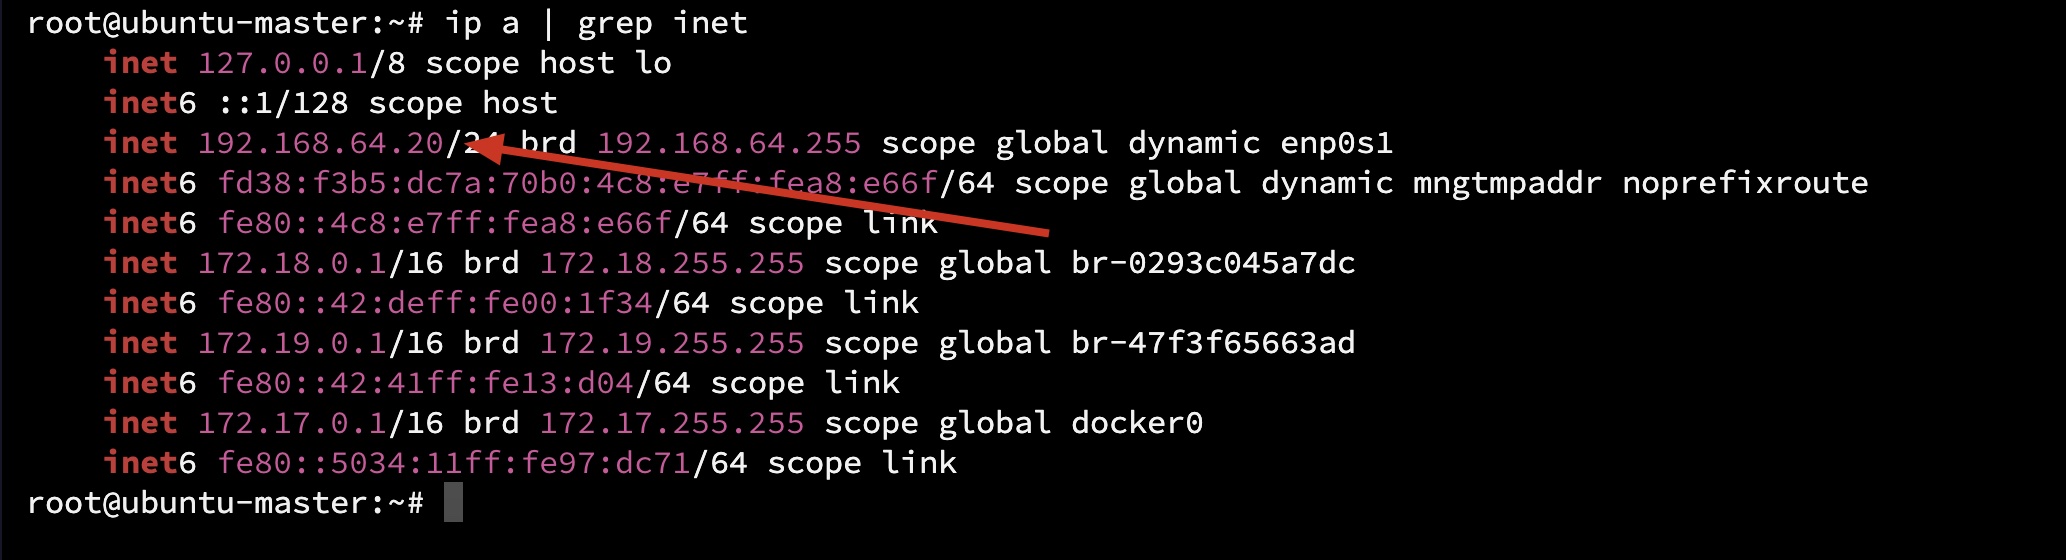 root@ubuntu-master:~# ip a | grep inet
inet 127.0.0.1/8 scope host lo
inet6 ::1/128 scope host
inet 192.168.64.20/24 brd 192.168.64.255 scope global dynamic enp0s1
inet6 fd38:f3b5:dc7a:70b0:4c8:e7ff:fea8:e66f/64 scope global dynamic mngtmpaddr noprefixroute
inet6 fe80::4c8:e7ff:fea8:e66f/64 scope link
inet 172.18.0.1/16 brd 172.18.255.255 scope global br-0293c045a7dc
inet6 fe80::42:deff:fe00:1f34/64 scope link
inet 172.19.0.1/16 brd 172.19.255.255 scope global br-47f3f65663ad
inet6 fe80::42:41ff:fe13:d04/64 scope link
inet 172.17.0.1/16 brd 172.17.255.255 scope global docker0
inet6 fe80::5034:11ff:fe97:dc71/64 scope link
root@ubuntu-master:~#